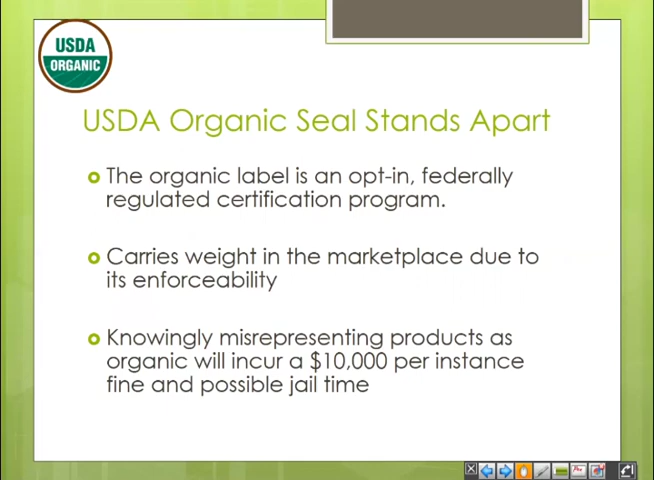 USDA
ORGANIC
USDA Organic Seal Stands Apart
The organic label is an opt-in, federally
regulated certification program.
Carries weight in the marketplace due to
its enforceability
Knowingly misrepresenting products as
organic will incur a $10,000 per instance
fine and possible jail time